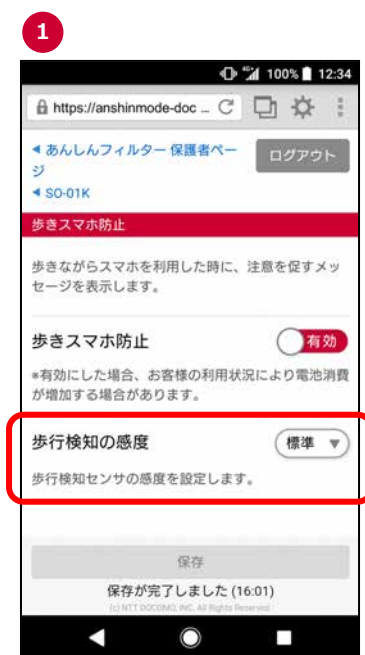 1
4G 100% 12:34
https://anshinmode-doc ...
◀ あんしんフィルター 保護者ペー
ジ
ログアウト
◀ SO-01K
歩きスマホ防止
歩きながらスマホを利用した時に、注意を促すメッ
セージを表示します。
歩きスマホ防止
有効
*有効にした場合、お客様の利用状況により電池消費
が増加する場合があります。
歩行検知の感度
標準 ▼
歩行検知センサの感度を設定します。
保存
保存が完了しました (16:01)
(c) NTT DOCOMO, INC. All Rights Reserved.